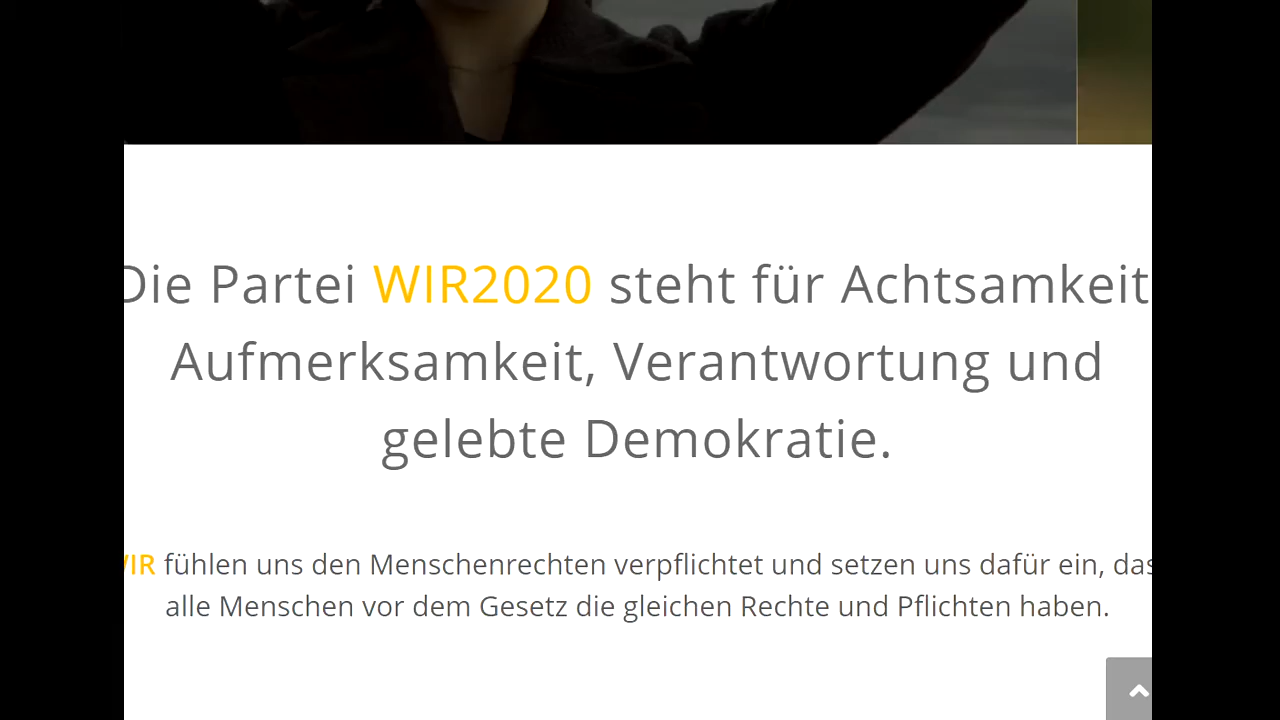 Die Partei WIR2020 steht für Achtsamkeit
Aufmerksamkeit, Verantwortung und
gelebte Demokratie.
WIR fühlen uns den Menschenrechten verpflichtet und setzen uns dafür ein, das
alle Menschen vor dem Gesetz die gleichen Rechte und Pflichten haben.